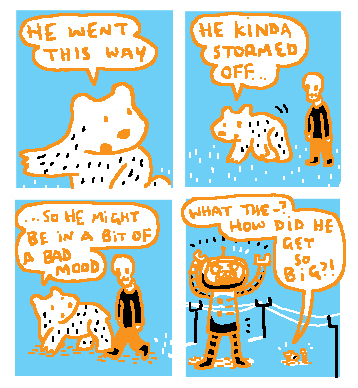 HE WENT
THIS WAY
HE KINDA
STORMED
OFF...
...SO HE MIGHT
BE IN A BIT OF
A BAD
MOOD
WHAT THE-?
HOW DID HE
GET
SO
BIG?!